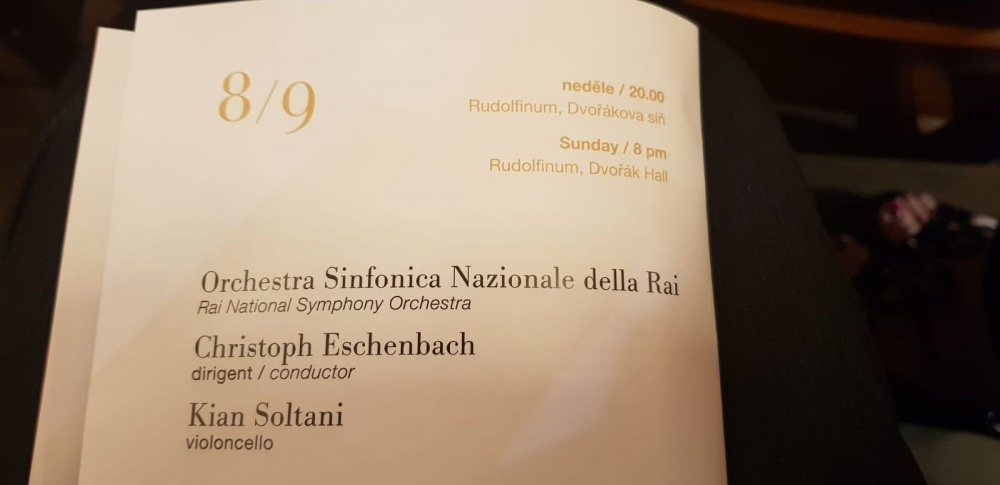 8/9
neděle / 20.00
Rudolfinum, Dvořákova síň
Sunday / 8 pm
Rudolfinum, Dvořák Hall
Orchestra Sinfonica Nazionale della Rai
Rai National Symphony Orchestra
Christoph Eschenbach
dirigent / conductor
Kian Soltani
violoncello